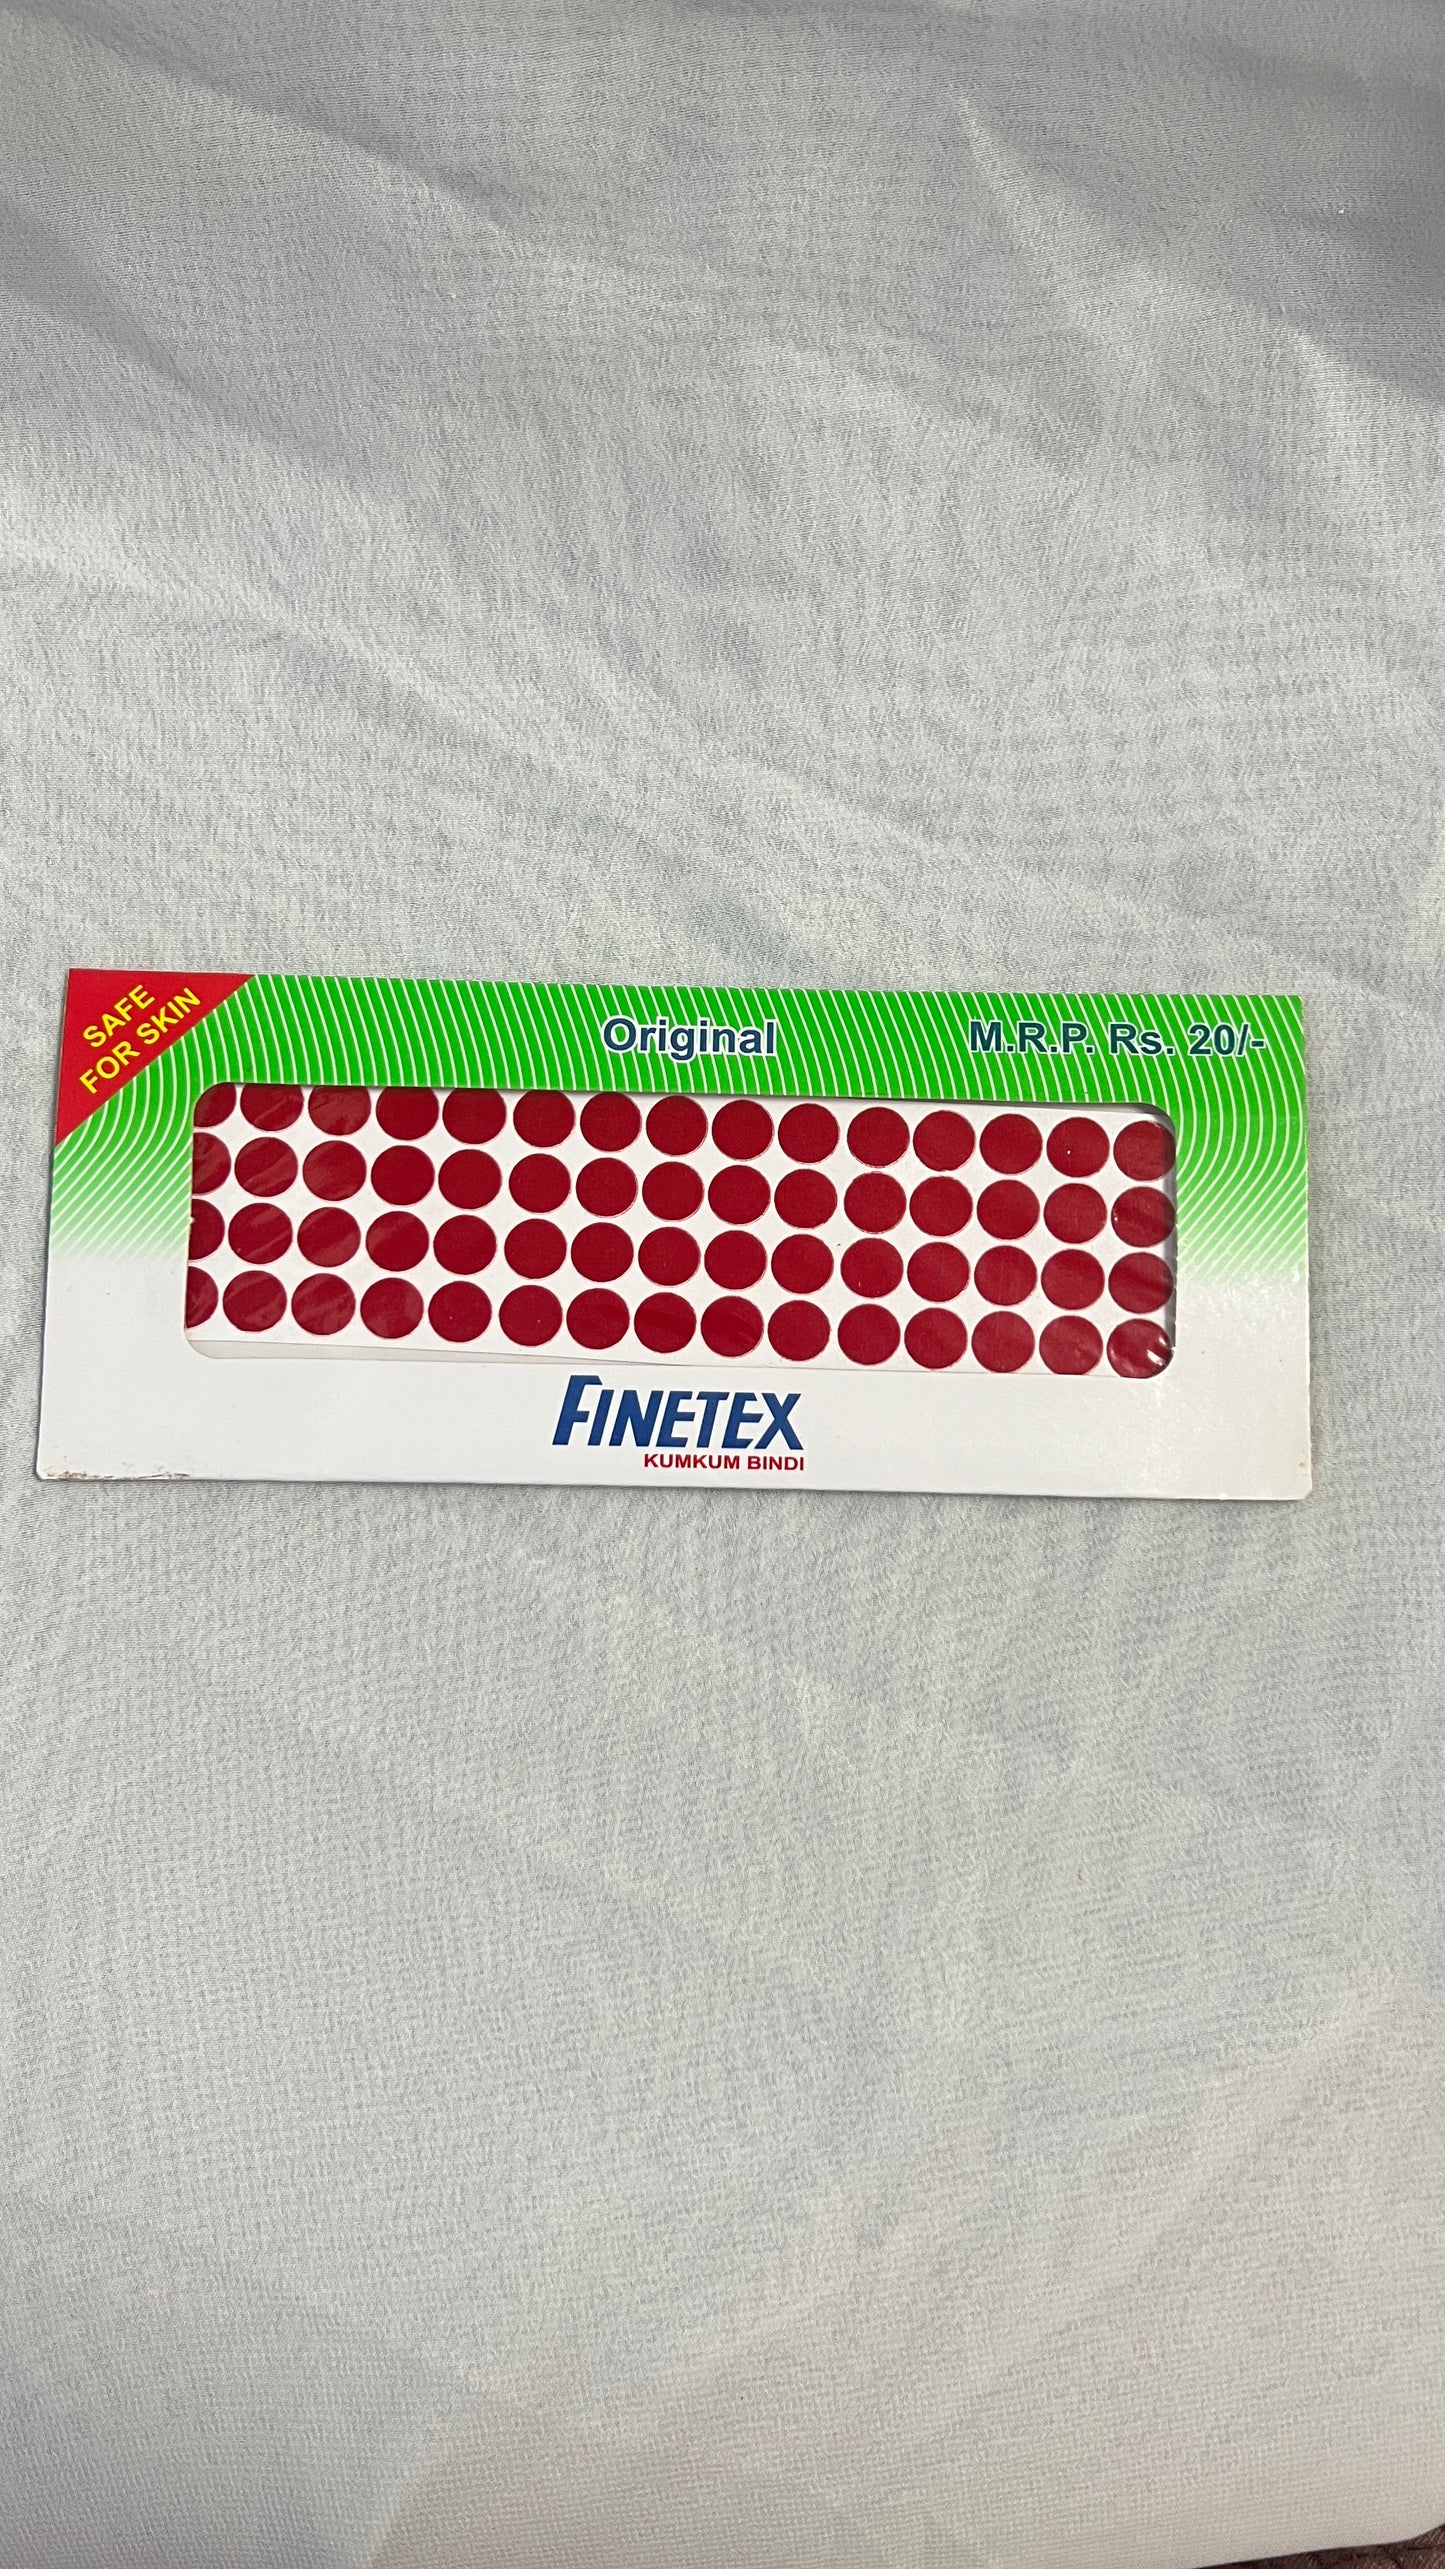 SAFE
FOR SKIN
Original
M.R.P. Rs. 20/-
FINETEX
KUMKUM BINDI